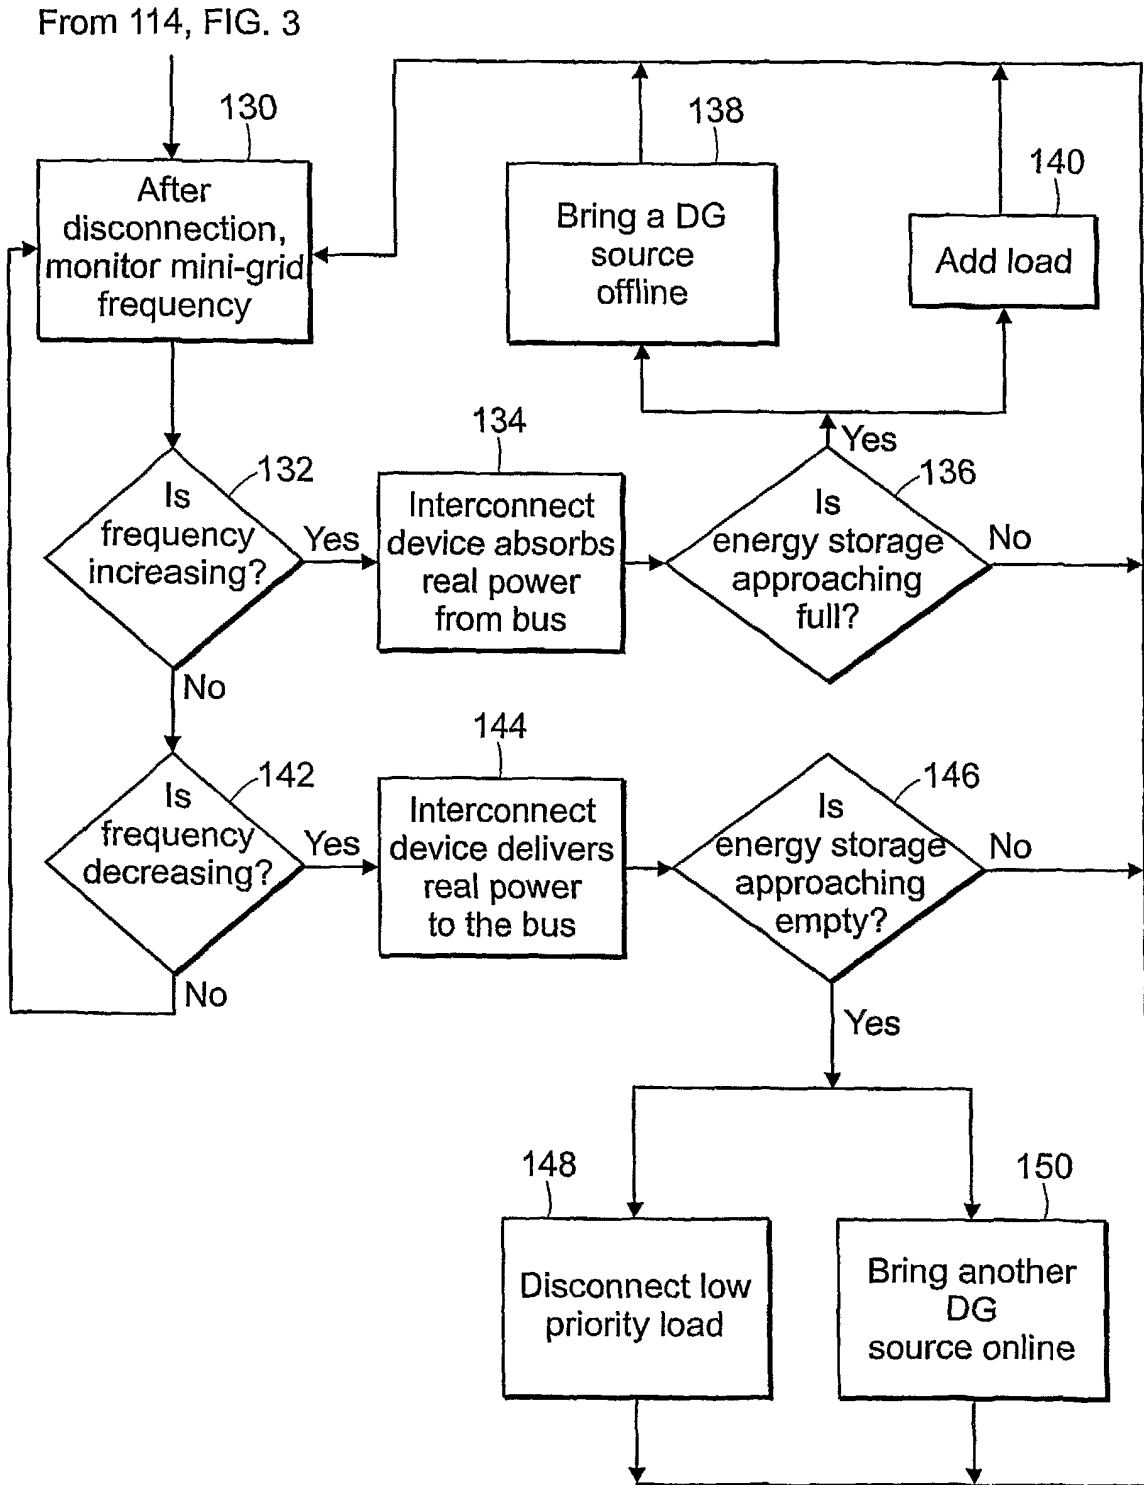 From 114, FIG. 3
130
After
disconnection,
monitor mini-grid
frequency
138
Bring a DG
source
offline
140
Add load
132
Is
frequency
increasing?
Yes
No
134
Interconnect
device absorbs
real power
from bus
136
Is
energy storage
approaching
full?
Yes
No
142
Is
frequency
decreasing?
Yes
No
144
Interconnect
device delivers
real power
to the bus
146
Is
energy storage
approaching
empty?
No
Yes
148
Disconnect low
priority load
150
Bring another
DG
source online